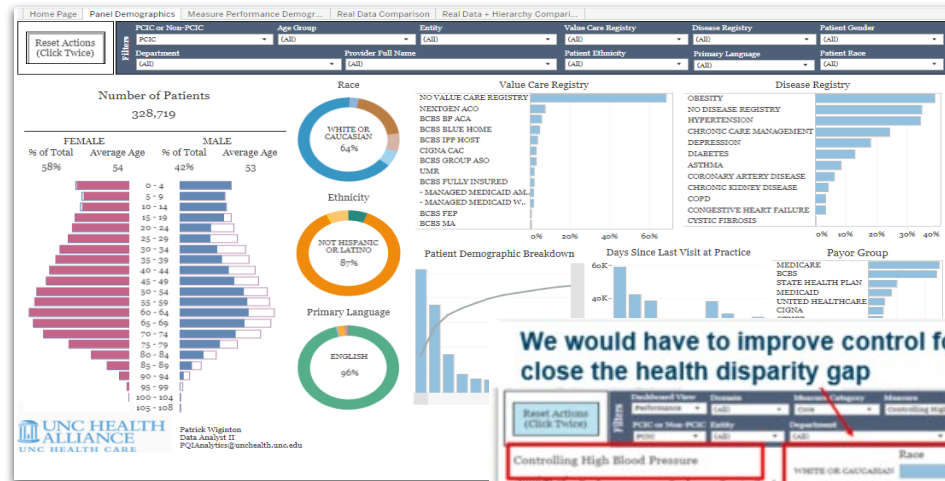 Home Page
Panel Demographics
Measure Performance Demogr...
Real Data Comparison
Real Data + Hierarchy Compari...
Reset Actions
(Click Twice)
Filters
PCIC or Non-PCIC
Age Group
Entity
Value Care Registry
Disease Registry
Patient Gender
PCIC
(All)
(All)
(All)
(All)
(All)
Department
Provider Full Name
Patient Ethnicity
Primary Language
Patient Race
(All)
(All)
(All)
(All)
(All)
Number of Patients
328,719
FEMALE
MALE
% of Total
Average Age
% of Total
Average Age
58%
54
42%
53
0 - 4
5 - 9
10 - 14
15 - 19
20 - 24
25 - 29
30 - 34
35 - 39
40 - 44
45 - 49
50 - 54
55 - 59
60 - 64
65 - 69
70 - 74
75 - 79
80 - 84
85 - 89
90 - 94
95 - 99
100 - 104
105 - 108
Race
WHITE OR
CAUCASIAN
64%
Ethnicity
NOT HISPANIC
OR LATINO
87%
Primary Language
ENGLISH
96%
Value Care Registry
NO VALUE CARE REGISTRY
NEXTGEN ACO
BCBS BP ACA
BCBS BLUE HOME
BCBS IPP HOST
CIGNA CAC
BCBS GROUP ASO
UMR
BCBS FULLY INSURED
- MANAGED MEDICAID AM..
- MANAGED MEDICAID W..
BCBS FEP
BCBS MA
0%
20%
40%
60%
Disease Registry
OBESITY
NO DISEASE REGISTRY
HYPERTENSION
CHRONIC CARE MANAGEMENT
DEPRESSION
DIABETES
ASTHMA
CORONARY ARTERY DISEASE
CHRONIC KIDNEY DISEASE
COPD
CONGESTIVE HEART FAILURE
CYSTIC FIBROSIS
0%
10%
20%
30%
40%
Patient Demographic Breakdown
Days Since Last Visit at Practice
60K
40K
Payor Group
MEDICARE
BCBS
STATE HEALTH PLAN
MEDICAID
UNITED HEALTHCARE
CIGNA
UNC HEALTH
ALLIANCE
UNC HEALTH CARE
Patrick Wiginton
Data Analyst II
PQIAnalytics@unchealth.unc.edu
We would have to improve control fo
close the health disparity gap
Reset Actions
(Click Twice)
Filters
Dashboard View
Domain
Measure Category
Measure
Performance
(All)
Core
Controlling High
PCIC or Non-PCIC
Entity
Department
PCIC
(All)
(All)
Controlling High Blood Pressure
Race
WHITE OR CAUCASIAN